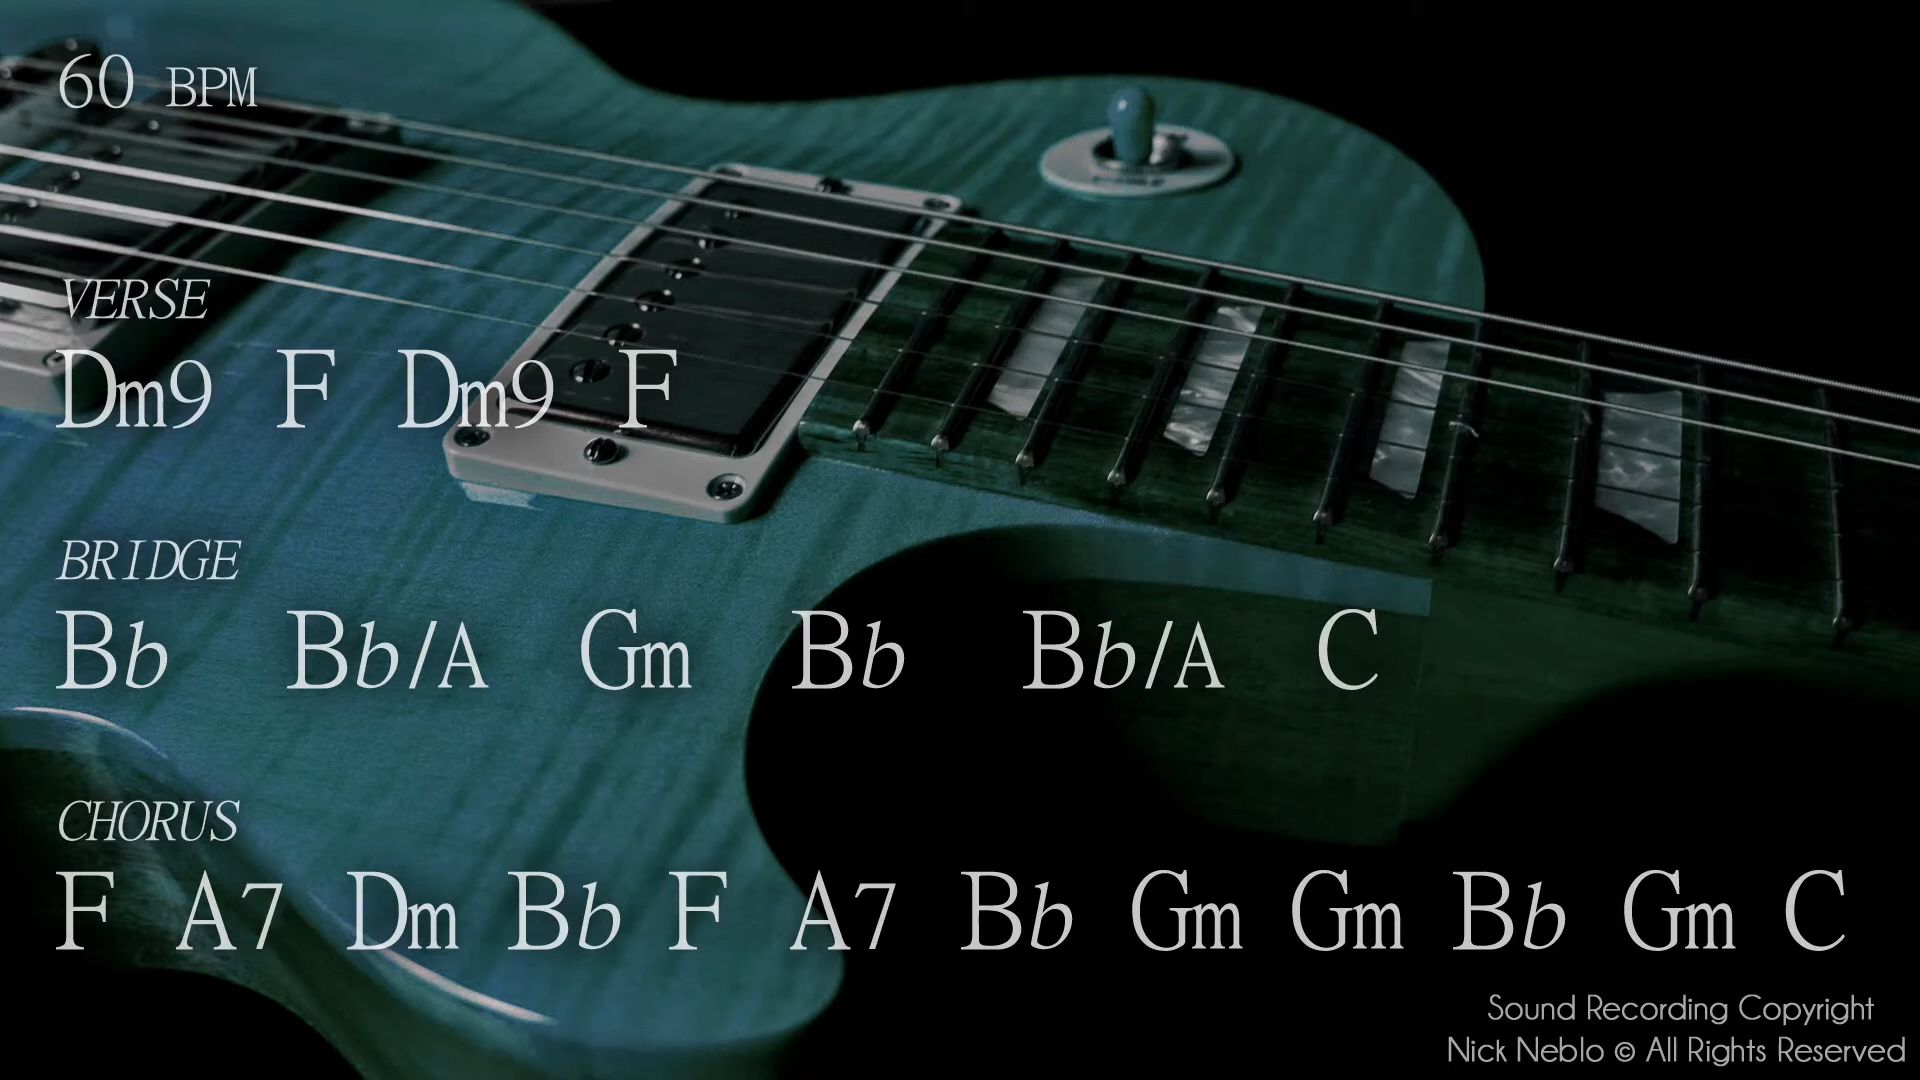 60 BPM
VERSE
Dm9 F Dm9 F
BRIDGE
Bb Bb/A Gm Bb Bb/A C
CHORUS
F A7 Dm Bb F A7 Bb Gm Gm Bb Gm C
Sound Recording Copyright
Nick Neblo © All Rights Reserved